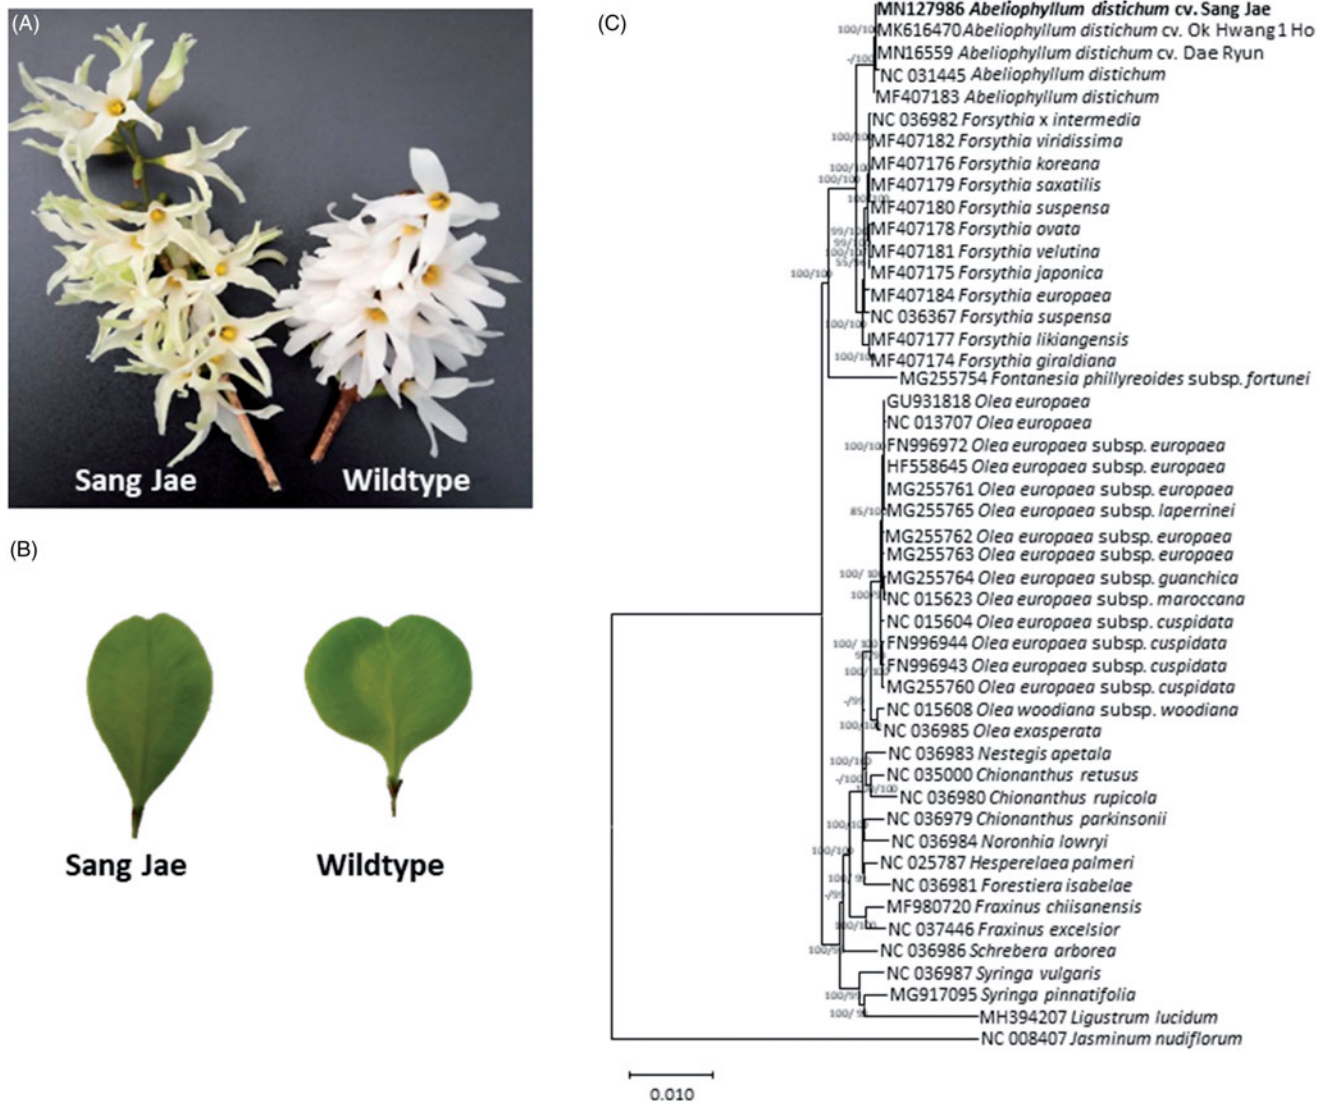 (A)
Sang Jae
Wildtype
(B)
Sang Jae
Wildtype
(C)
MN127986 Abeliophyllum distichum cv. Sang Jae
MK616470 Abeliophyllum distichum cv. Ok Hwang1 Ho
MN16559 Abeliophyllum distichum cv. Dae Ryun
NC 031445 Abeliophyllum distichum
MF407183 Abeliophyllum distichum
NC 036982 Forsythia x intermedia
MF407182 Forsythia viridissima
MF407176 Forsythia koreana
MF407179 Forsythia saxatilis
MF407180 Forsythia suspensa
MF407178 Forsythia ovata
MF407181 Forsythia velutina
MF407175 Forsythia japonica
MF407184 Forsythia europaea
NC 036367 Forsythia suspensa
MF407177 Forsythia likiangensis
MF407174 Forsythia giraldiana
MG255754 Fontanesia phillyreoides subsp. fortunei
GU931818 Olea europaea
NC 013707 Olea europaea
FN996972 Olea europaea subsp. europaea
HF558645 Olea europaea subsp. europaea
MG255761 Olea europaea subsp. europaea
MG255765 Olea europaea subsp. laperrinei
MG255762 Olea europaea subsp. europaea
MG255763 Olea europaea subsp. europaea
MG255764 Olea europaea subsp. guanchica
NC 015623 Olea europaea subsp. maroccana
NC 015604 Olea europaea subsp. cuspidata
FN996944 Olea europaea subsp. cuspidata
FN996943 Olea europaea subsp. cuspidata
MG255760 Olea europaea subsp. cuspidata
NC 015608 Olea woodiana subsp. woodiana
NC 036985 Olea exasperata
NC 036983 Nestegis apetala
NC 035000 Chionanthus retusus
NC 036980 Chionanthus rupicola
NC 036979 Chionanthus parkinsonii
NC 036984 Noronhia lowryi
NC 025787 Hesperelaea palmeri
NC 036981 Forestiera isabelae
MF980720 Fraxinus chiisanensis
NC 037446 Fraxinus excelsior
NC 036986 Schrebera arborea
NC 036987 Syringa vulgaris
MG917095 Syringa pinnatifolia
MH394207 Ligustrum lucidum
NC 008407 Jasminum nudiflorum
100/100
100/100
0.010